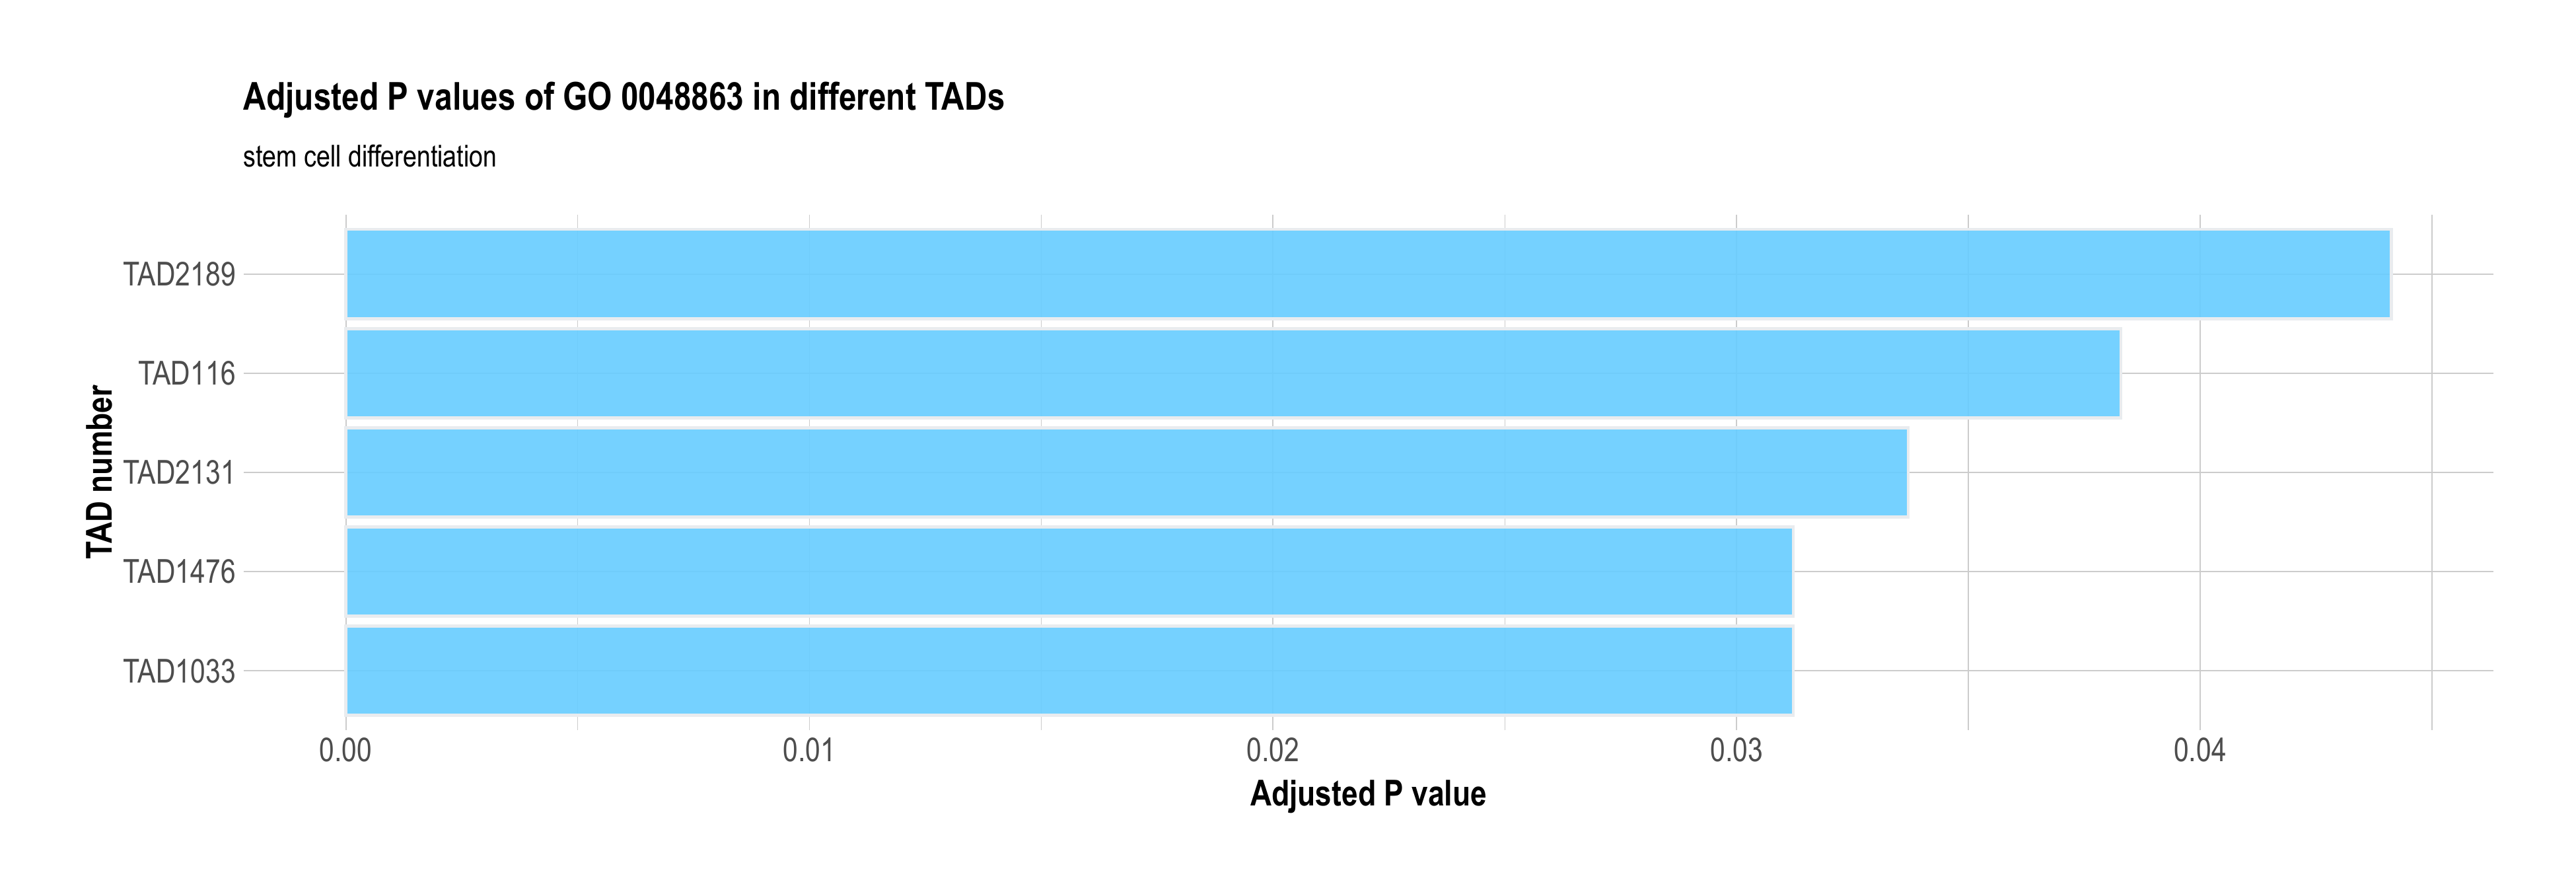 Adjusted P values of GO 0048863 in different TADs
stem cell differentiation
TAD number
TAD2189
TAD116
TAD2131
TAD1476
TAD1033
0.00 0.01 0.02 0.03 0.04
Adjusted P value